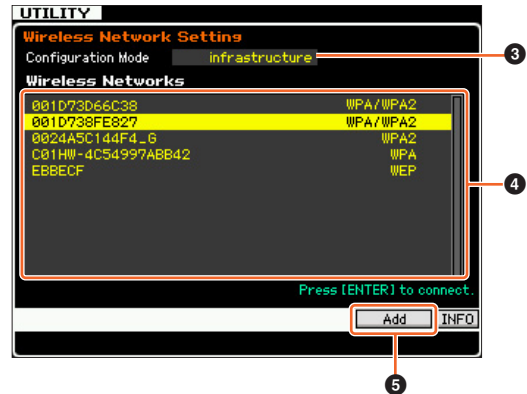 UTILITY
Wireless Network Setting
Configuration Mode infrastructure
3
Wireless Networks
001D73D66C38 WPA/WPA2
001D738FE827 WPA/WPA2
0024A5C144F4_G WPA2
C01HW-4C54997ABB42 WPA
EBBECF WEP
4
Press [ENTER] to connect.
Add INFO
5